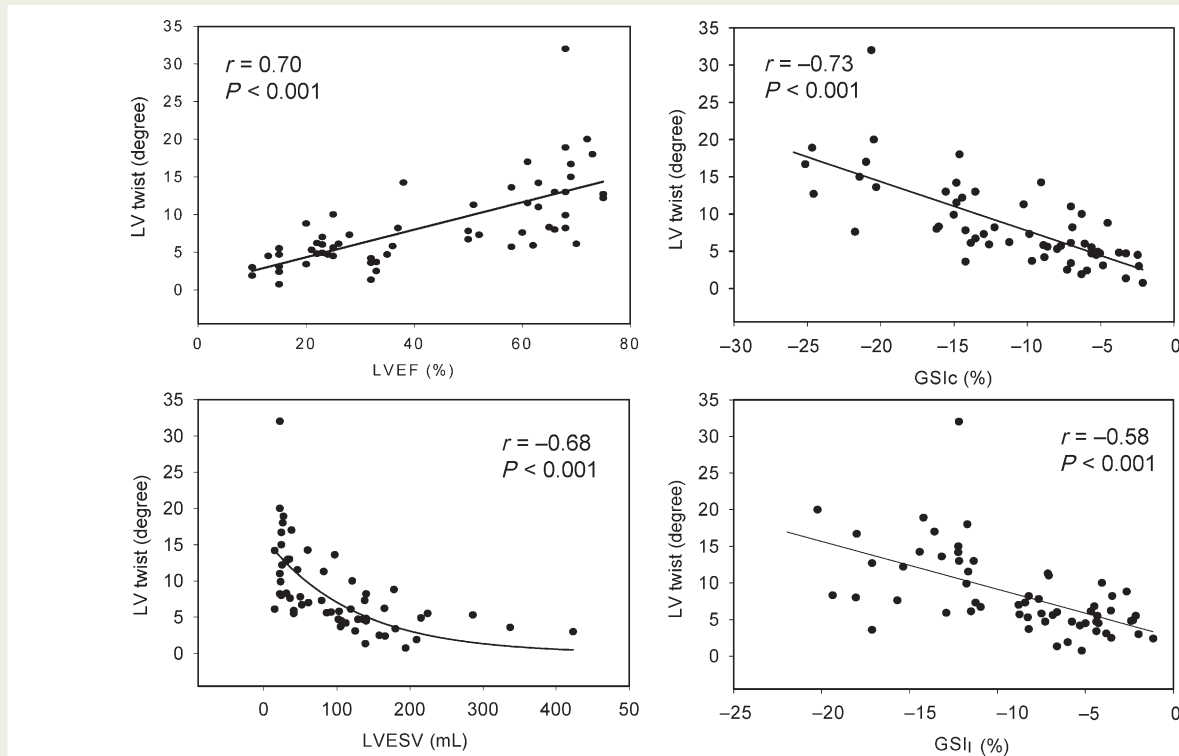 35
30
25
20
15
10
5
0
LV twist (degree)
r = 0.70
P < 0.001
0 20 40 60 80
LVEF (%)
35
30
25
20
15
10
5
0
LV twist (degree)
r = –0.73
P < 0.001
–30 –25 –20 –15 –10 –5 0
GSIc (%)
35
30
25
20
15
10
5
0
LV twist (degree)
r = –0.68
P < 0.001
0 100 200 300 400 50
LVESV (mL)
35
30
25
20
15
10
5
0
LV twist (degree)
r = –0.58
P < 0.001
–25 –20 –15 –10 –5 0
GSIl (%)